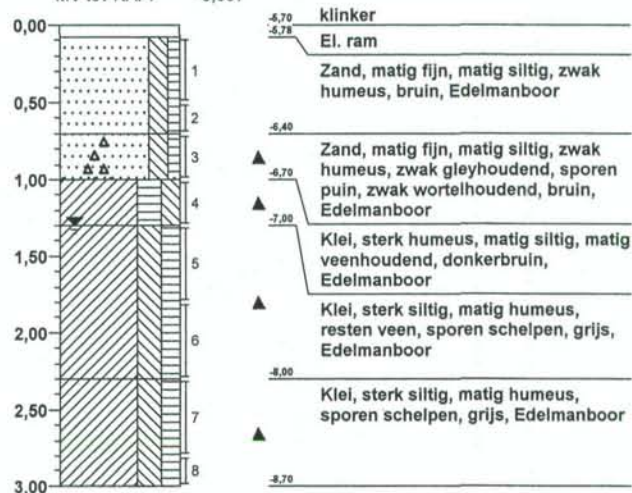 0,00
0,50
1,00
1,50
2,00
2,50
3,00
1
2
3
4
5
6
7
8
-6,70
klinker
-5,78
El. ram
Zand, matig fijn, matig siltig, zwak
humeus, bruin, Edelmanboor
-6,40
Zand, matig fijn, matig siltig, zwak
humeus, zwak gleyhoudend, sporen
puin, zwak wortelhoudend, bruin,
Edelmanboor
-6,70
-7,00
Klei, sterk humeus, matig siltig, matig
veenhoudend, donkerbruin,
Edelmanboor
Klei, sterk siltig, matig humeus,
resten veen, sporen schelpen, grijs,
Edelmanboor
-8,00
Klei, sterk siltig, matig humeus,
sporen schelpen, grijs, Edelmanboor
-8,70